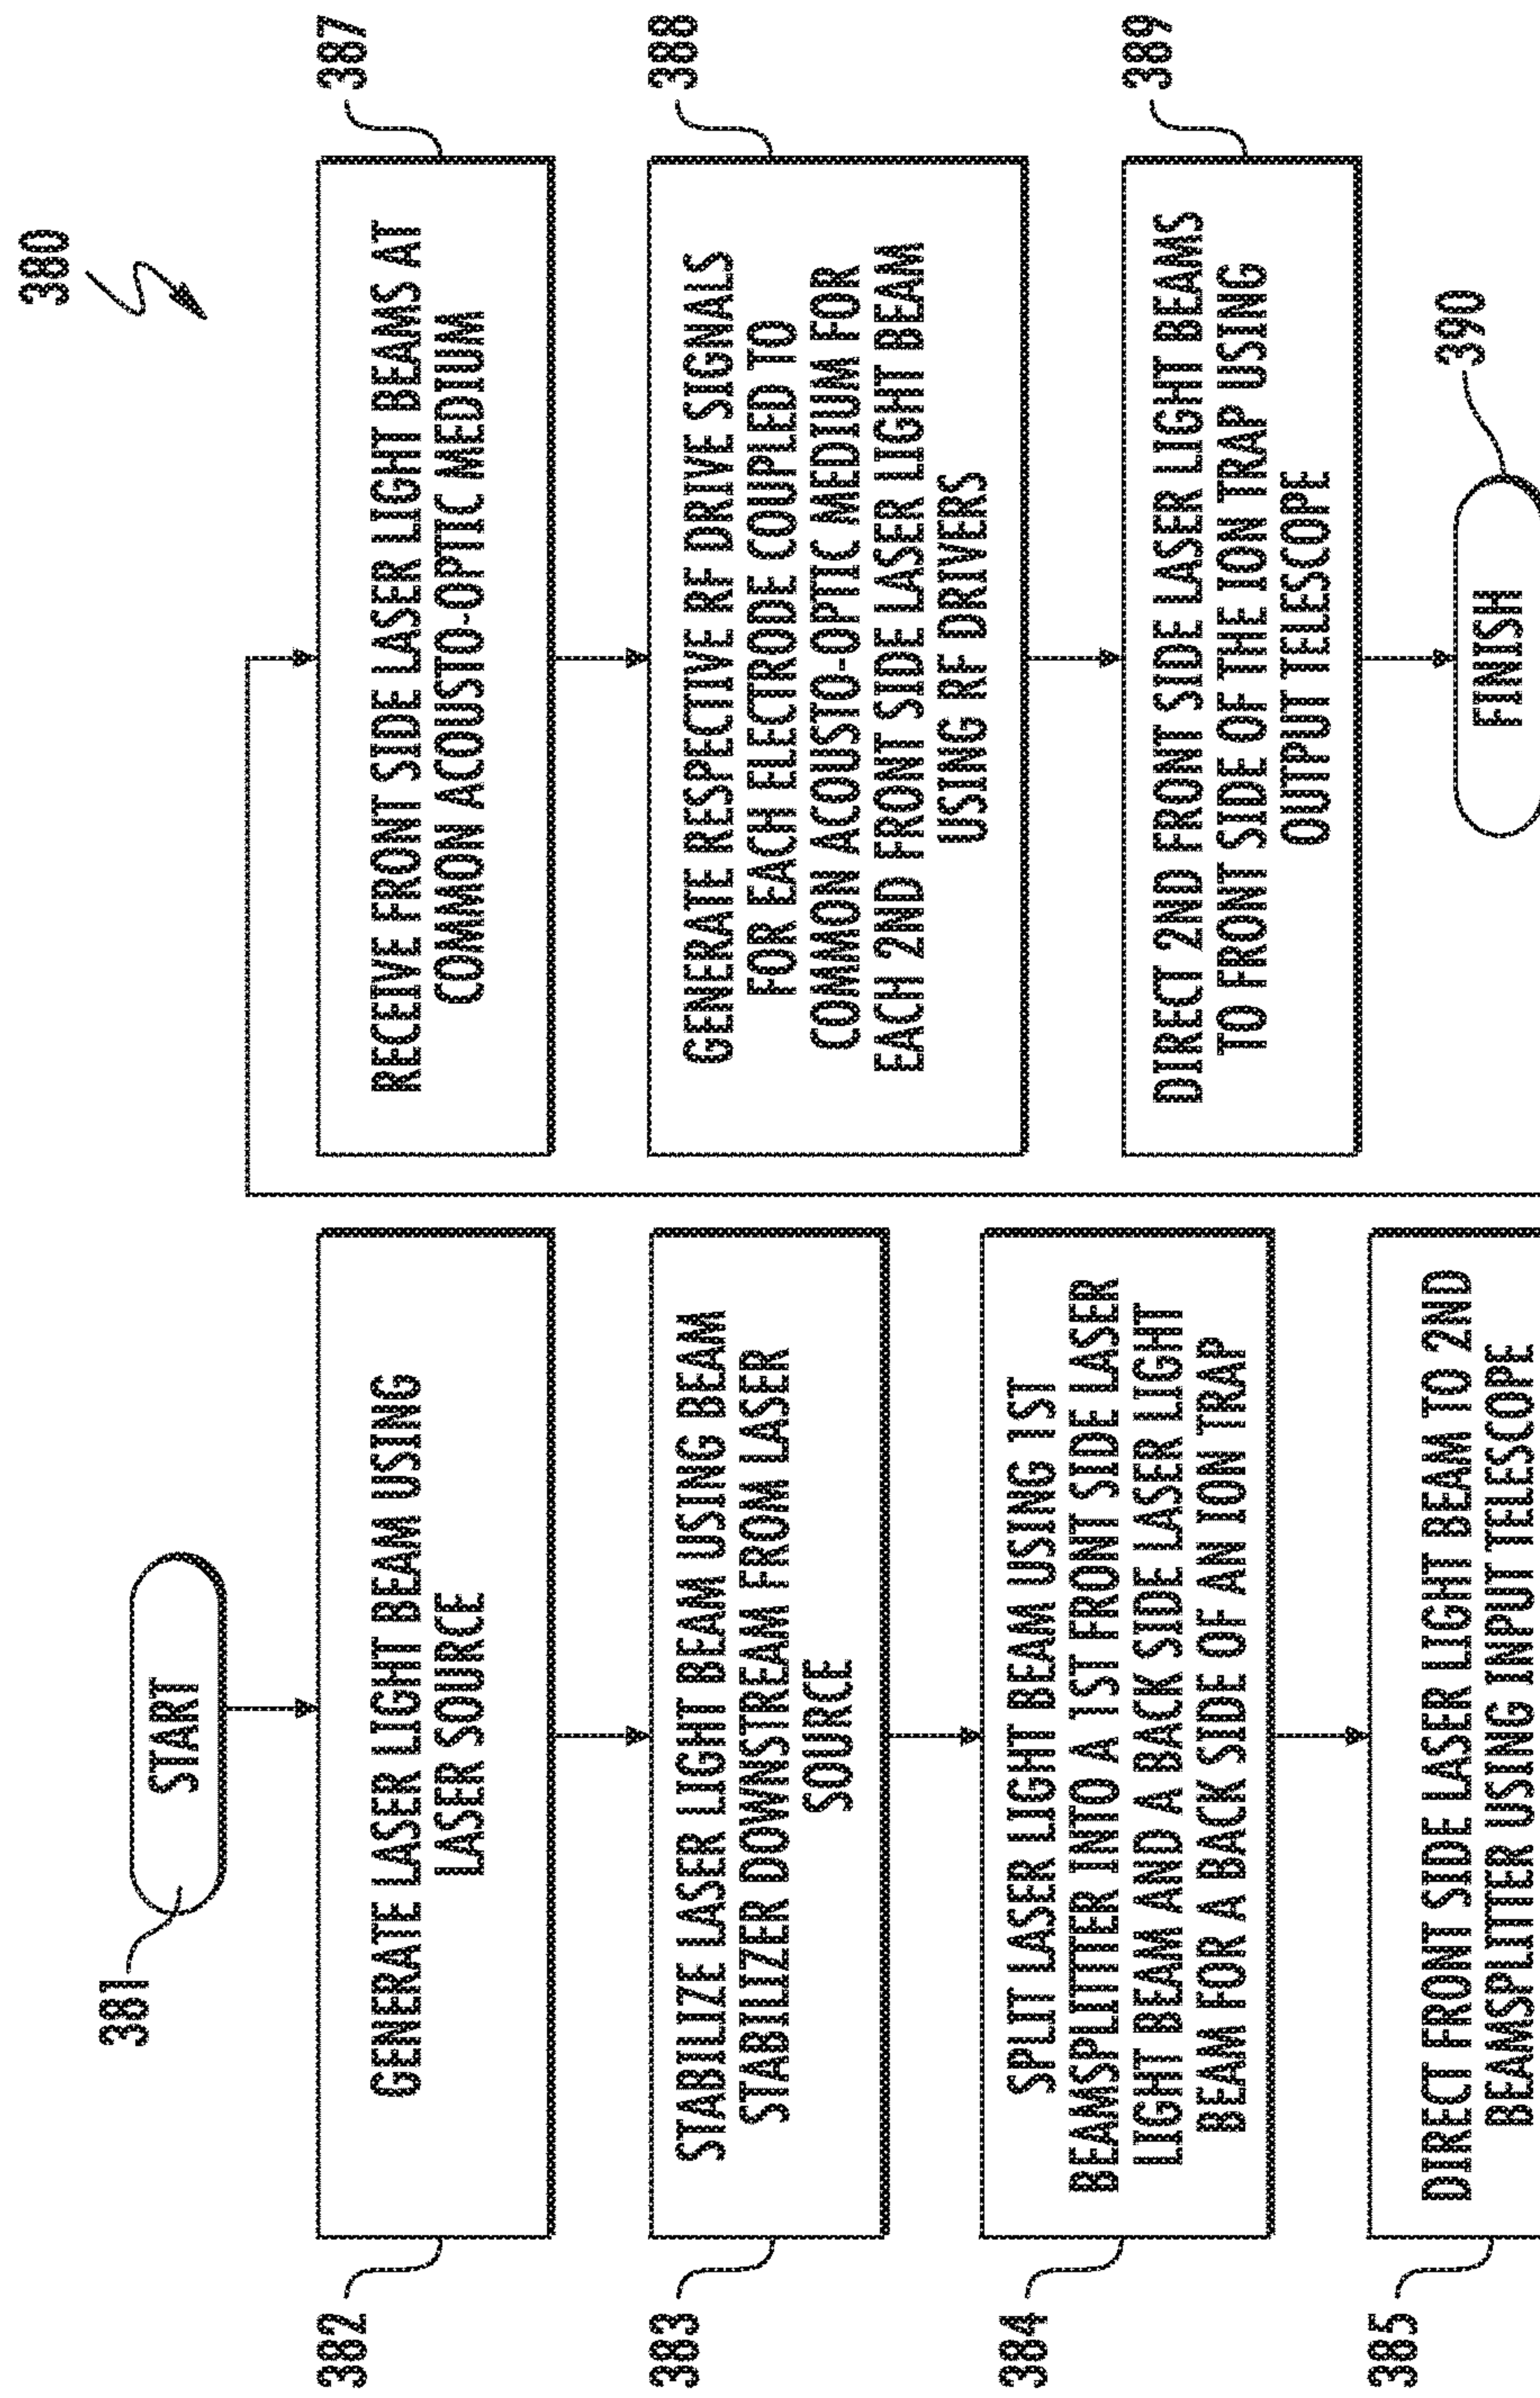 380
381
START
382
GENERATE LASER LIGHT BEAM USING
LASER SOURCE
383
STABILIZE LASER LIGHT BEAM USING BEAM
STABILIZER DOWNSTREAM FROM LASER
SOURCE
384
SPLIT LASER LIGHT BEAM USING 1ST
BEAMSPLITTER INTO A 1ST FRONT SIDE LASER
LIGHT BEAM AND A BACK SIDE LASER LIGHT
BEAM FOR A BACK SIDE OF AN ION TRAP
385
DIRECT FRONT SIDE LASER LIGHT BEAM TO 2ND
BEAMSPLITTER USING INPUT TELESCOPE
387
RECEIVE FRONT SIDE LASER LIGHT BEAMS AT
COMMON ACOUSTO-OPTIC MEDIUM
388
GENERATE RESPECTIVE RF DRIVE SIGNALS
FOR EACH ELECTRODE COUPLED TO
COMMON ACOUSTO-OPTIC MEDIUM FOR
EACH 2ND FRONT SIDE LASER LIGHT BEAM
USING RF DRIVERS
389
DIRECT 2ND FRONT SIDE LASER LIGHT BEAMS
TO FRONT SIDE OF THE ION TRAP USING
OUTPUT TELESCOPE
390
FINISH